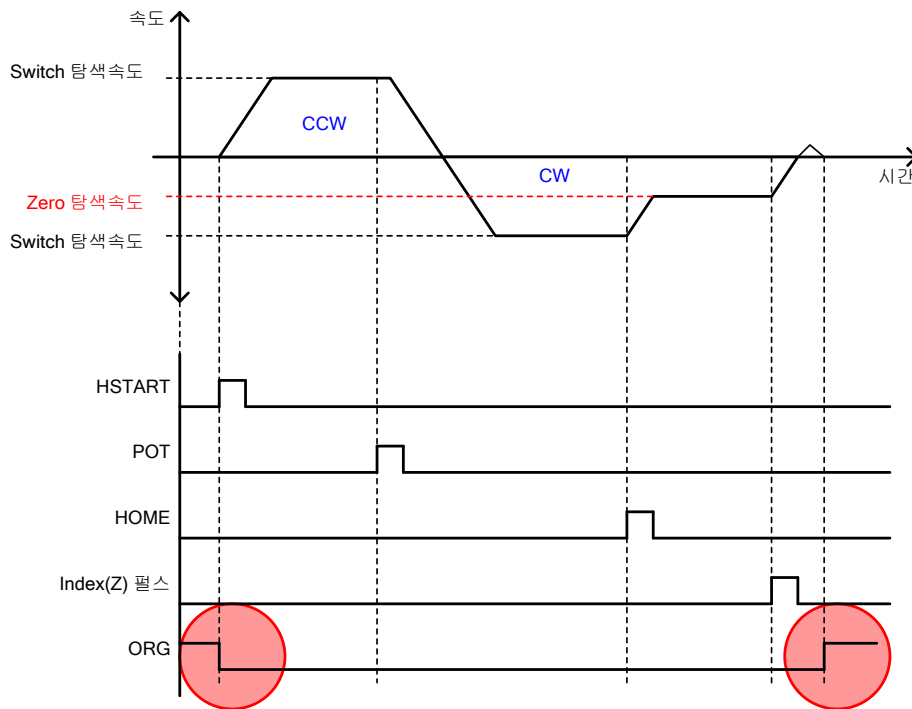 속도
Switch 탐색속도
CCW
CW
시간
Zero 탐색속도
Switch 탐색속도
HSTART
POT
HOME
Index(Z) 펄스
ORG